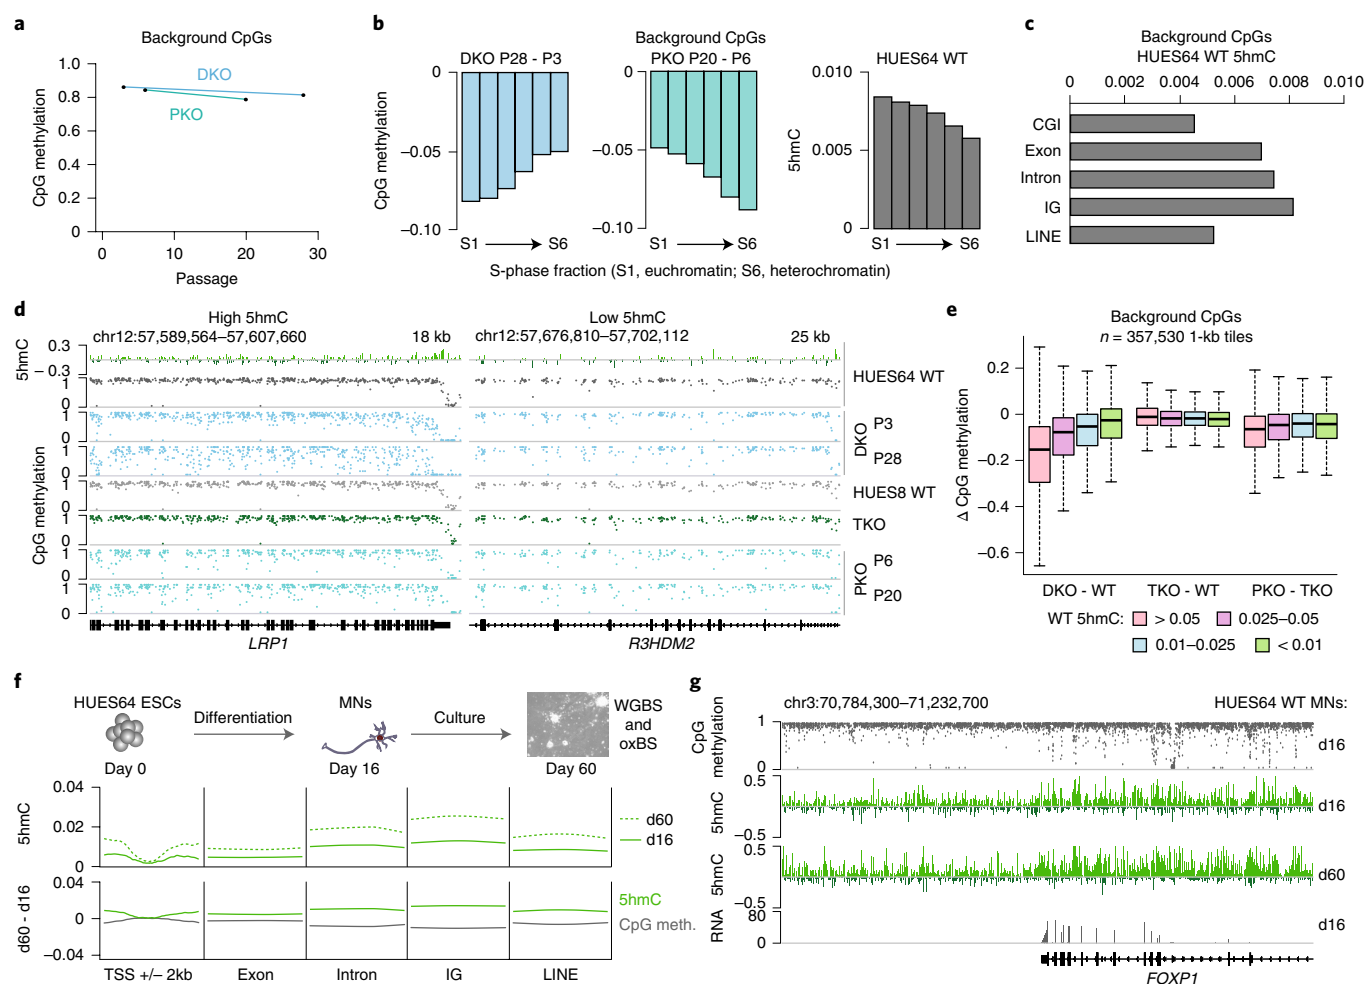 a
Background CpGs
CpG methylation
1.0
0.8
0.6
0.4
0.2
0
DKO
PKO
0
10
20
30
Passage
b
Background CpGs
DKO P28 - P3
PKO P20 - P6
HUES64 WT
CpG methylation
0
–0.05
–0.10
S1
S6
0
–0.05
–0.10
S1
S6
5hmC
0.010
0.005
0
S1
S6
S-phase fraction (S1, euchromatin; S6, heterochromatin)
c
Background CpGs
HUES64 WT 5hmC
0 0.002 0.004 0.006 0.008 0.010
CGI
Exon
Intron
IG
LINE
d
High 5hmC
chr12:57,589,564–57,607,660 18 kb
Low 5hmC
chr12:57,676,810–57,702,112 25 kb
5hmC
0.3
–0.3
CpG methylation
1
0
HUES64 WT
1
0
DKO
P3
1
0
P28
1
0
HUES8 WT
1
0
TKO
1
0
PKO
P6
1
0
P20
LRP1
R3HDM2
e
Background CpGs
n = 357,530 1-kb tiles
Δ CpG methylation
0.2
0
–0.2
–0.4
–0.6
DKO - WT
TKO - WT
PKO - TKO
WT 5hmC:
> 0.05
0.025–0.05
0.01–0.025
< 0.01
f
HUES64 ESCs
Differentiation
MNs
Culture
WGBS
and
oxBS
Day 0
Day 16
Day 60
5hmC
0.04
0.02
0
d60
d16
d60 - d16
0.04
0
–0.04
5hmC
CpG meth.
TSS +/– 2kb
Exon
Intron
IG
LINE
g
chr3:70,784,300–71,232,700
HUES64 WT MNs:
CpG
methylation
1
0
d16
5hmC
0.5
–0.5
d16
5hmC
0.5
–0.5
d60
RNA
80
0
d16
FOXP1